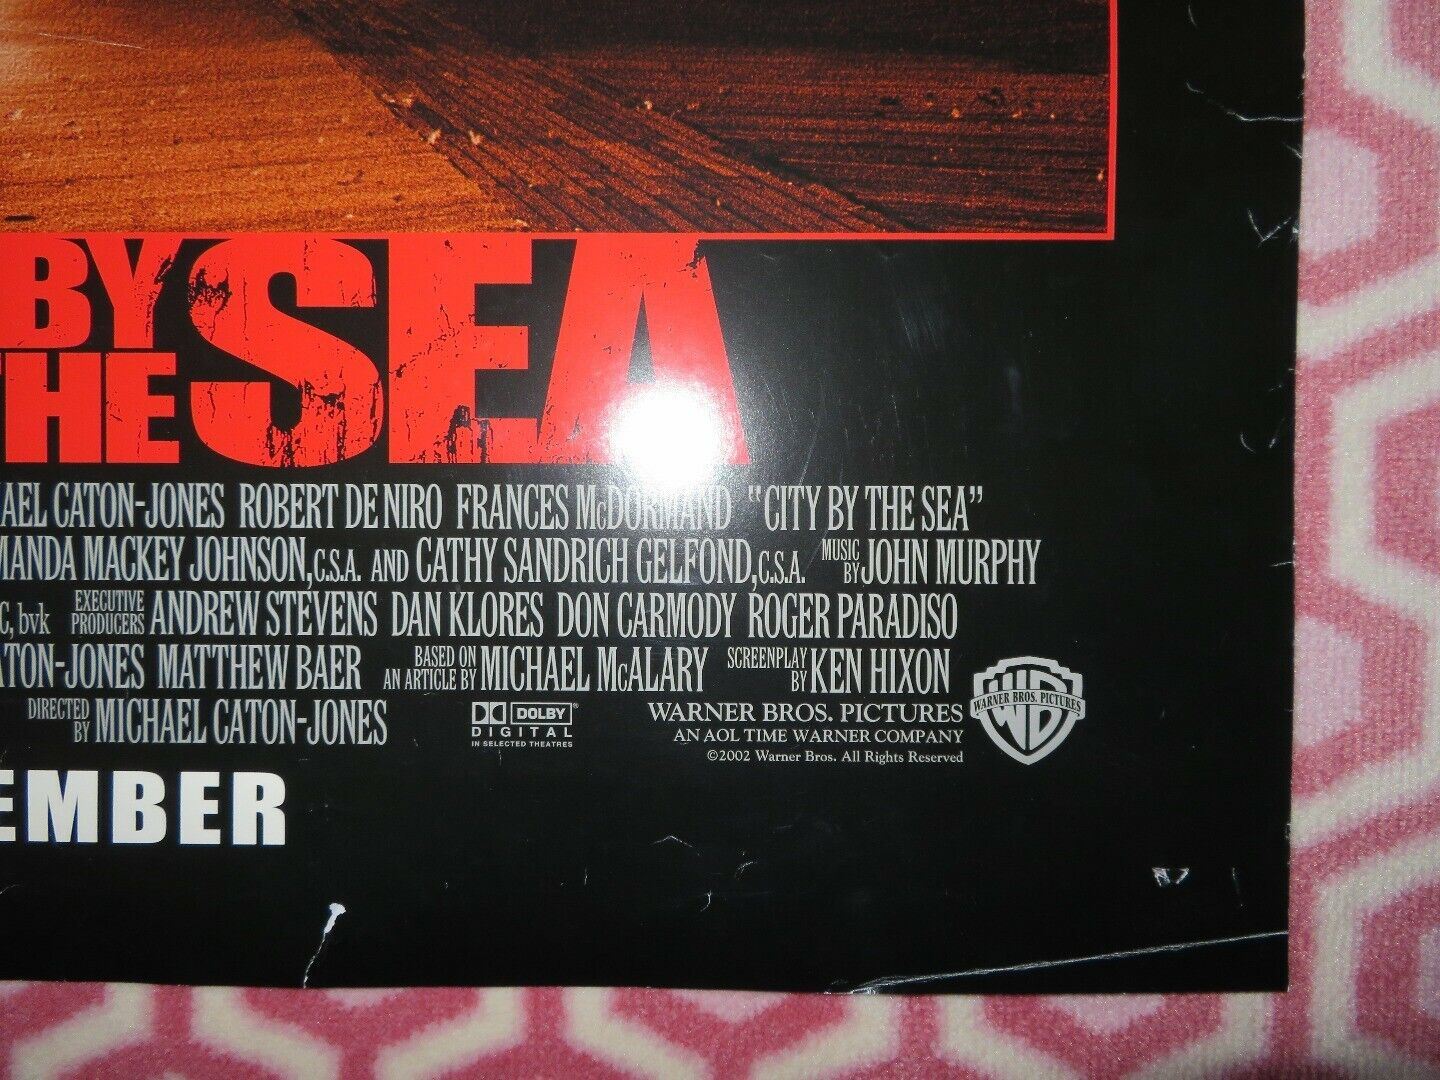 BY
THE SEA
AEL CATON-JONES ROBERT DE NIRO FRANCES McDORMAND "CITY BY THE SEA"
MANDA MACKEY JOHNSON, C.S.A. AND CATHY SANDRICH GELFOND, C.S.A. MUSIC BY JOHN MURPHY
C, bvk EXECUTIVE PRODUCERS ANDREW STEVENS DAN KLORES DON CARMODY ROGER PARADISO
ATON-JONES MATTHEW BAER BASED ON AN ARTICLE BY MICHAEL McALARY SCREENPLAY BY KEN HIXON
DIRECTED BY MICHAEL CATON-JONES
DOLBY
DIGITAL
IN SELECTED THEATRES
WARNER BROS. PICTURES
AN AOL TIME WARNER COMPANY
©2002 Warner Bros. All Rights Reserved
WARNER BROS. PICTURES
WB
EMBER